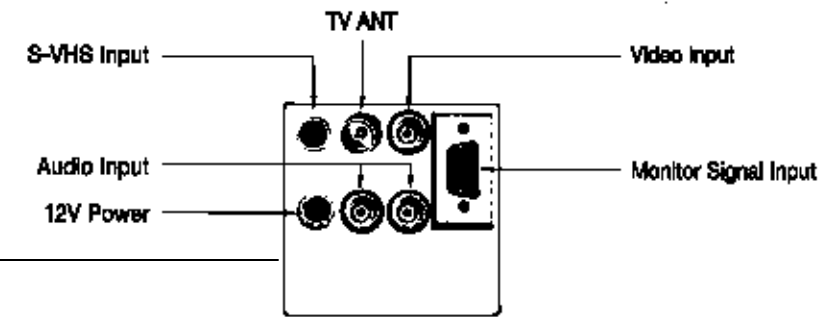 TV ANT
S-VHS Input
Video Input
Audio Input
Monitor Signal Input
12V Power